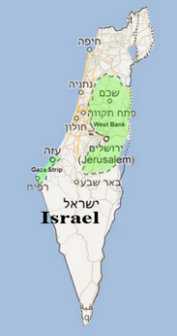 חיפה
נתניה
שכם
פתח תקווה
West Bank
חולון
ירושלים
(Jerusalem)
עזה
Gaza Strip
רפיח
באר שבע
ישראל
Israel